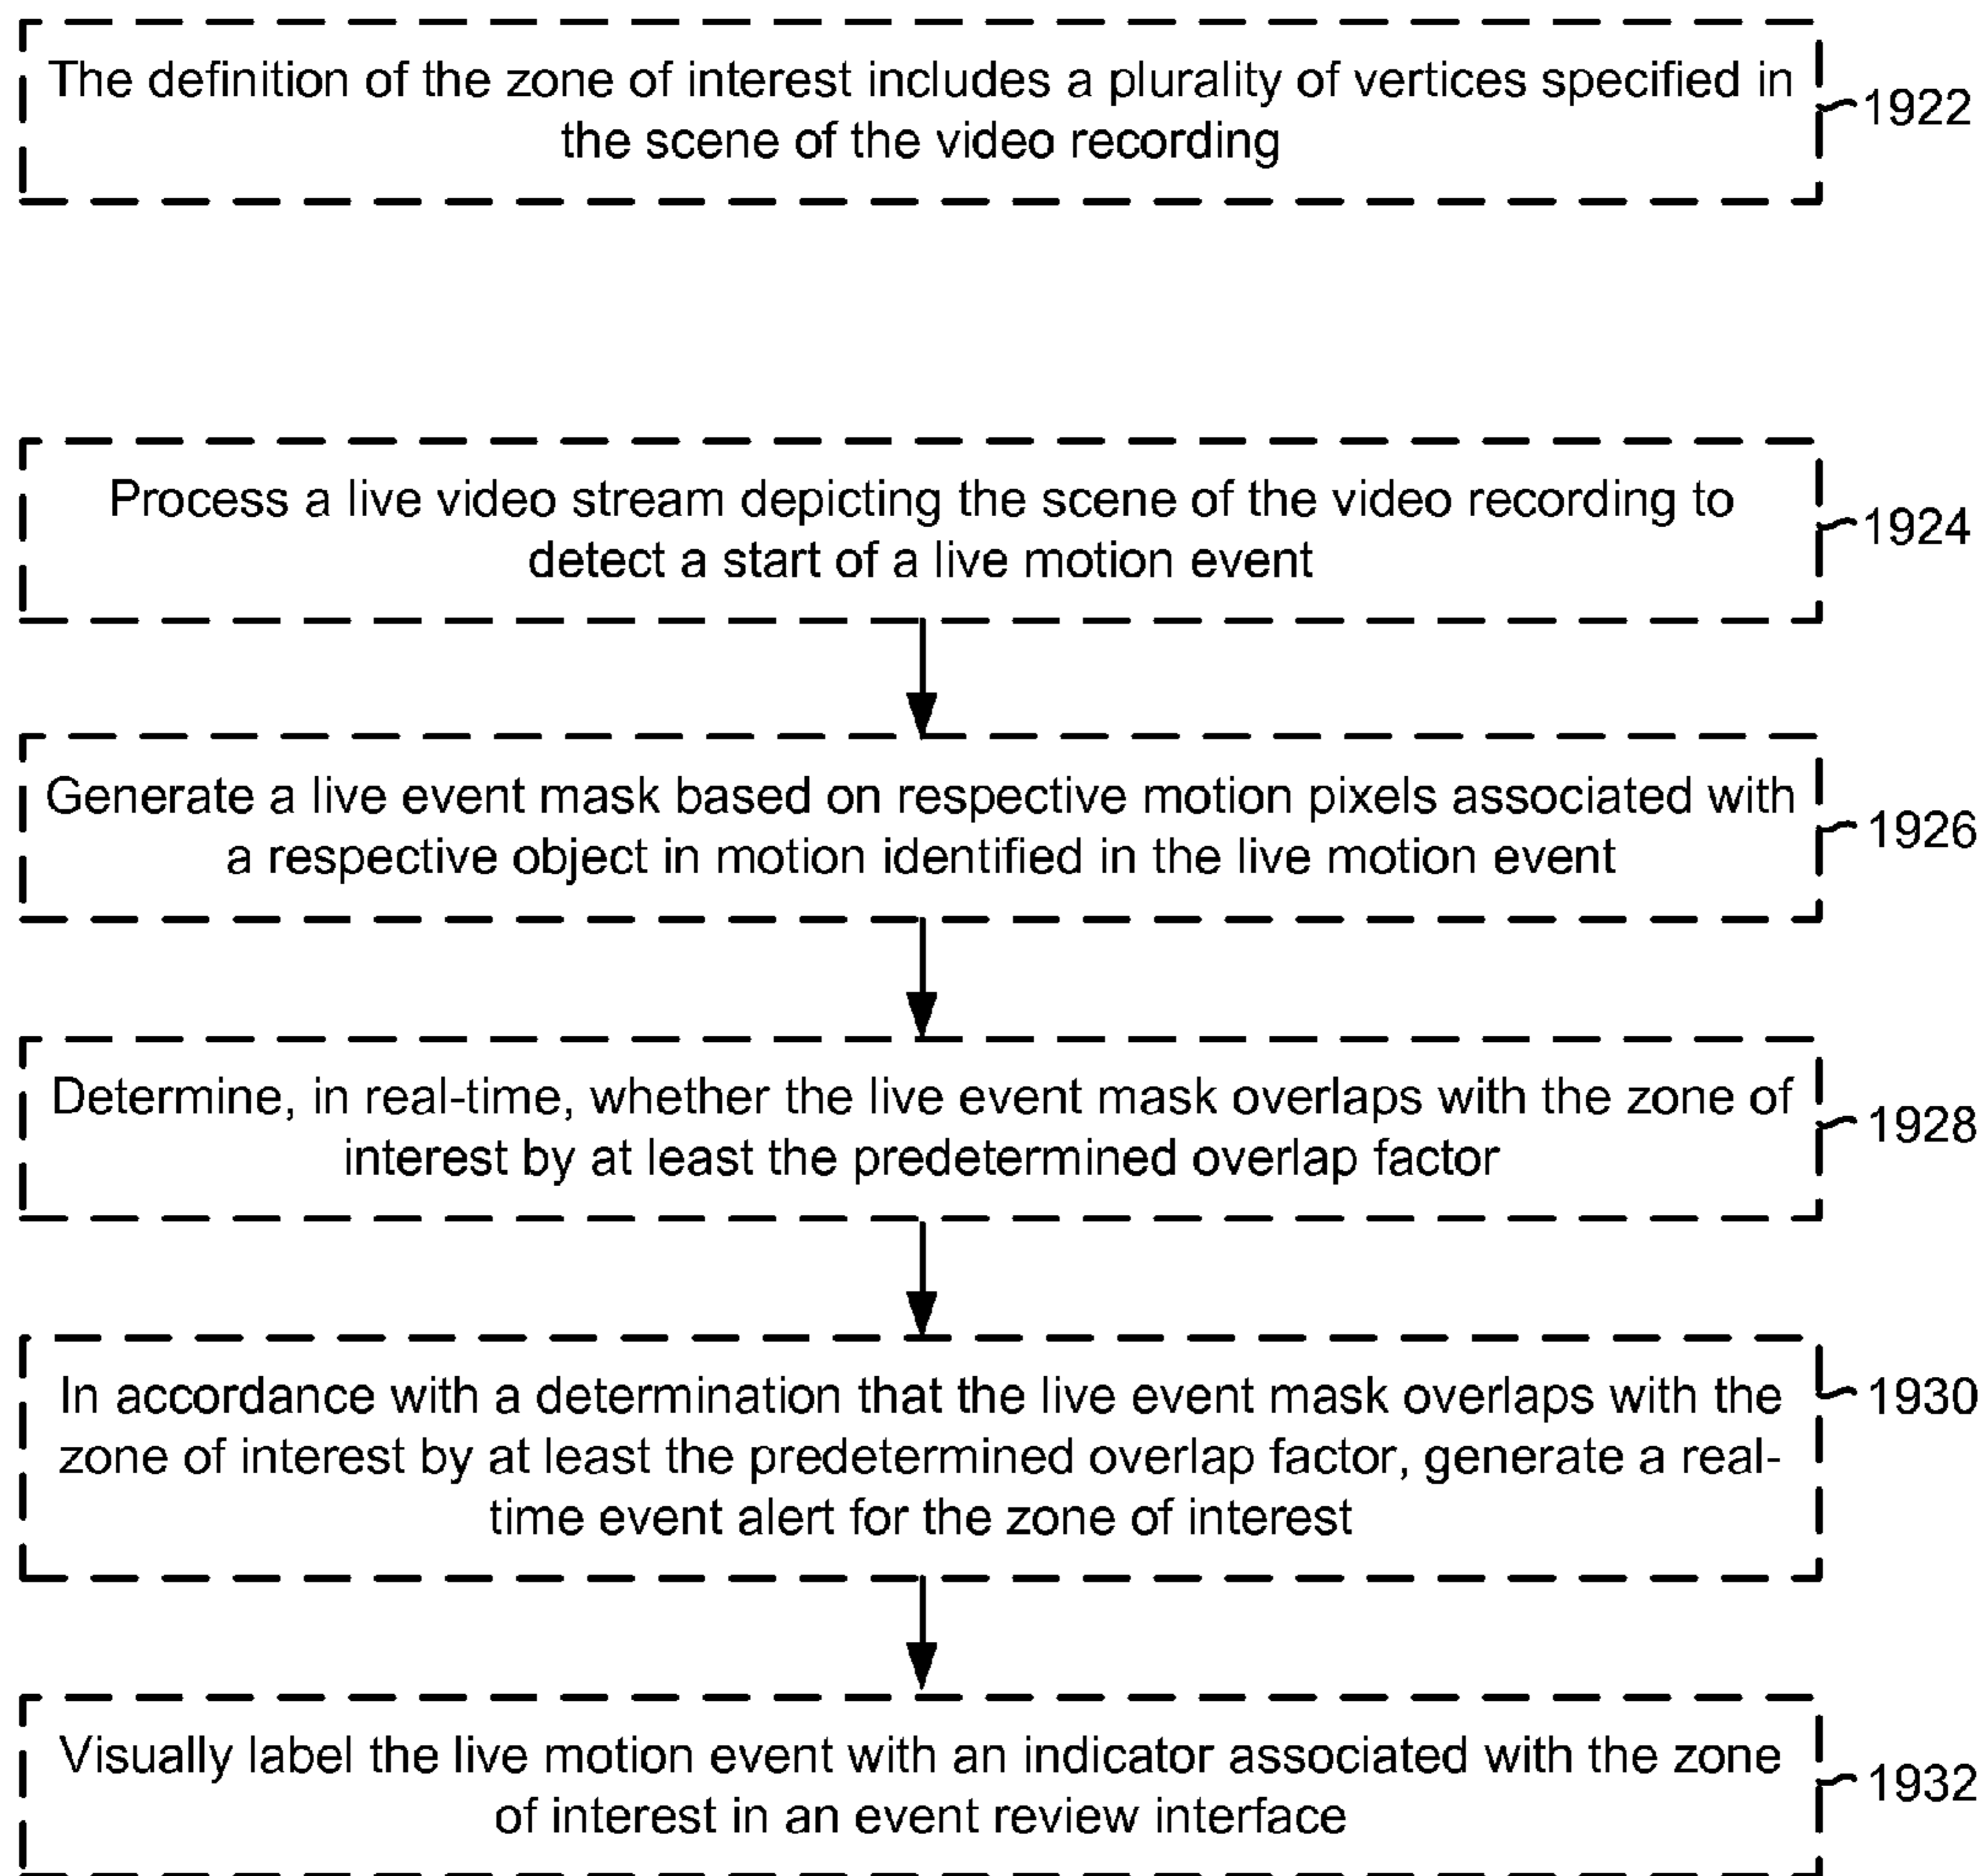 The definition of the zone of interest includes a plurality of vertices specified in
the scene of the video recording
1922
Process a live video stream depicting the scene of the video recording to
detect a start of a live motion event
1924
Generate a live event mask based on respective motion pixels associated with
a respective object in motion identified in the live motion event
1926
Determine, in real-time, whether the live event mask overlaps with the zone of
interest by at least the predetermined overlap factor
1928
In accordance with a determination that the live event mask overlaps with the
zone of interest by at least the predetermined overlap factor, generate a real-
time event alert for the zone of interest
1930
Visually label the live motion event with an indicator associated with the zone
of interest in an event review interface
1932